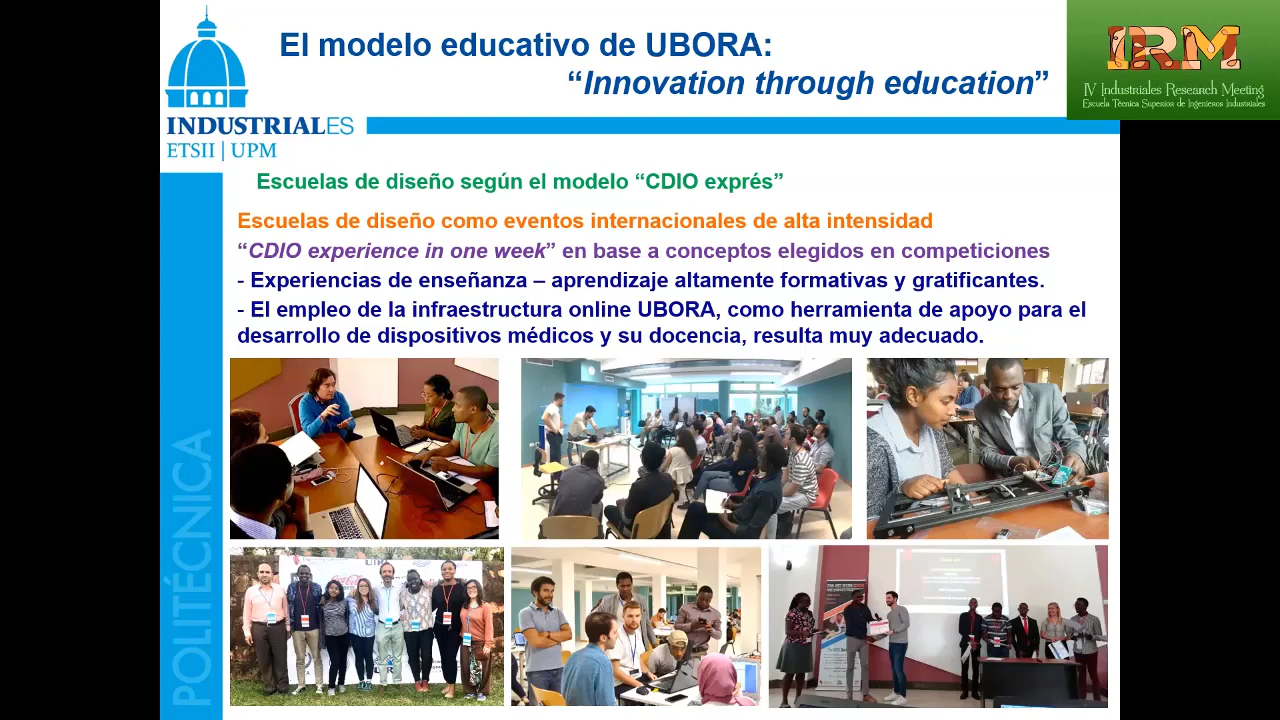 El modelo educativo de UBORA:
“Innovation through education”
IRM
IV Industriales Research Meeting
Escuela Técnica Superior de Ingenieros Industriales
INDUSTRIALES
ETSII | UPM
Escuelas de diseño según el modelo “CDIO exprés”
Escuelas de diseño como eventos internacionales de alta intensidad
“CDIO experience in one week” en base a conceptos elegidos en competiciones
- Experiencias de enseñanza – aprendizaje altamente formativas y gratificantes.
- El empleo de la infraestructura online UBORA, como herramienta de apoyo para el
desarrollo de dispositivos médicos y su docencia, resulta muy adecuado.
POLITÉCNICA